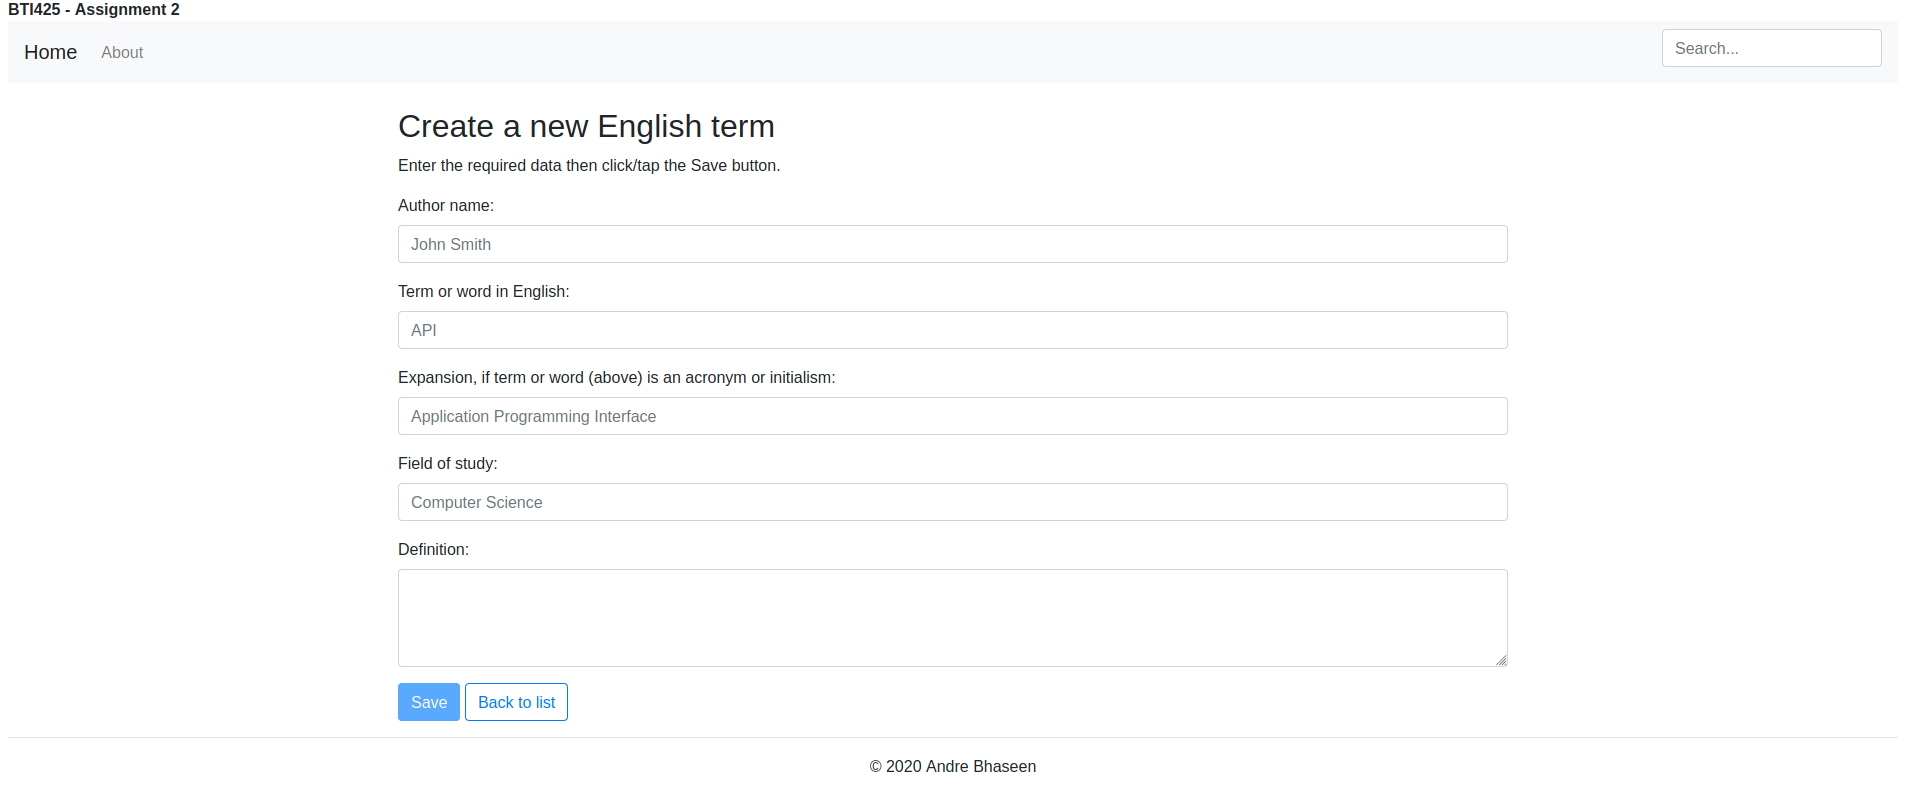 BTI425 - Assignment 2
Home About Search...
Create a new English term
Enter the required data then click/tap the Save button.
Author name:
John Smith
Term or word in English:
API
Expansion, if term or word (above) is an acronym or initialism:
Application Programming Interface
Field of study:
Computer Science
Definition:
Save Back to list
© 2020 Andre Bhaseen